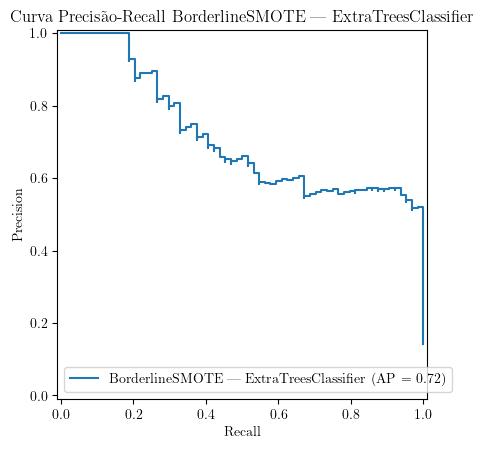 Curva Precisão-Recall BorderlineSMOTE — ExtraTreesClassifier
1.0
0.8
0.6
0.4
0.2
0.0
Precision
BorderlineSMOTE — ExtraTreesClassifier (AP = 0.72)
0.0 0.2 0.4 0.6 0.8 1.0
Recall